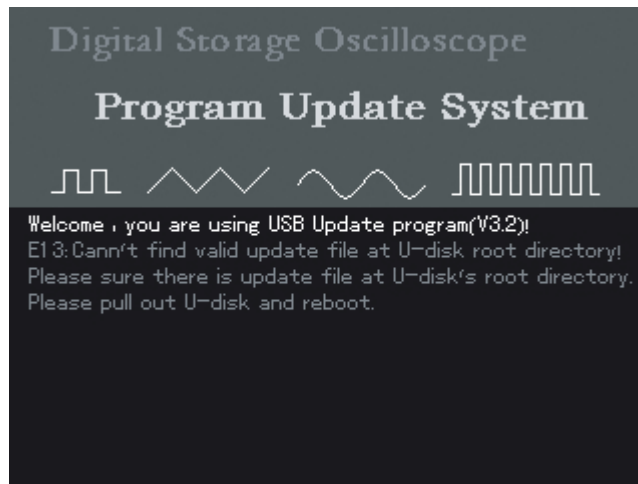 Digital Storage Oscilloscope
Program Update System
Welcome , you are using USB Update program(V3.2)!
E13:Cann't find valid update file at U-disk root directory!
Please sure there is update file at U-disk's root directory.
Please pull out U-disk and reboot.